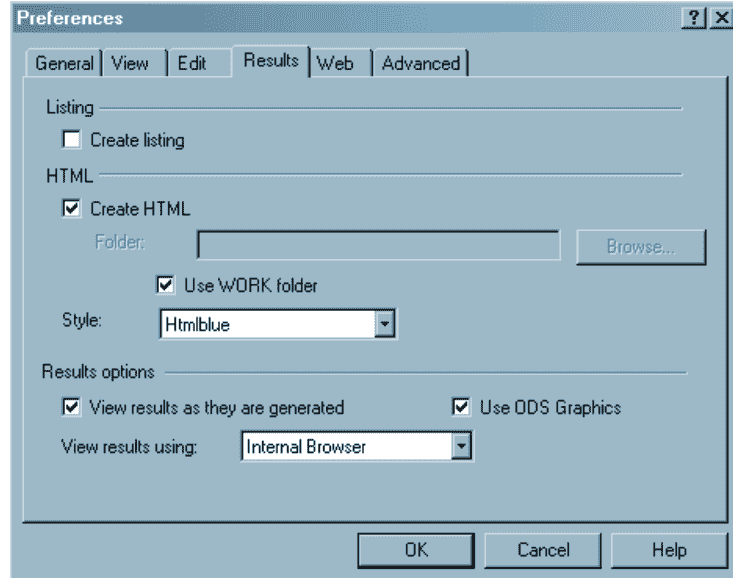 Preferences
General View Edit Results Web Advanced
Listing
Create listing
HTML
Create HTML
Folder: Browse...
Use WORK folder
Style: Htmlblue
Results options
View results as they are generated Use ODS Graphics
View results using: Internal Browser
OK Cancel Help